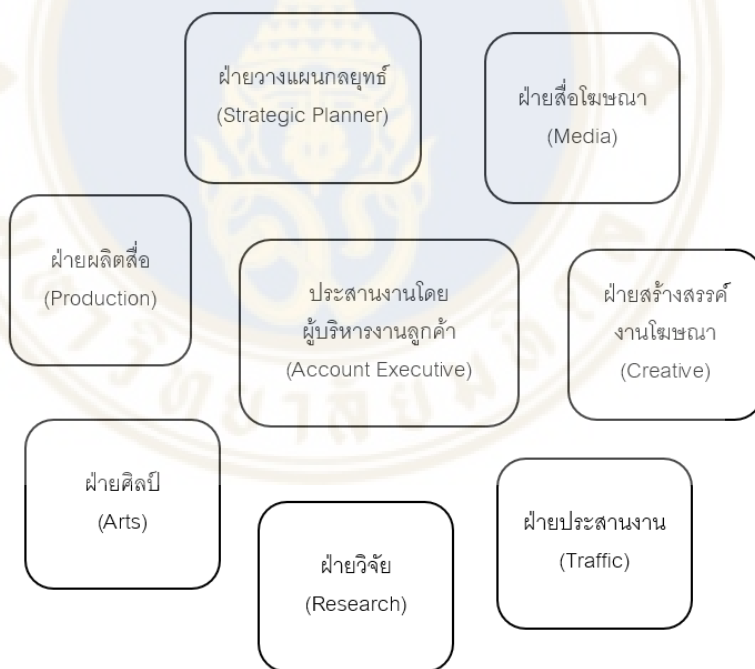 ฝ่ายวางแผนกลยุทธ์
(Strategic Planner)
ฝ่ายสื่อโฆษณา
(Media)
ฝ่ายผลิตสื่อ
(Production)
ประสานงานโดย
ผู้บริหารงานลูกค้า
(Account Executive)
ฝ่ายสร้างสรรค์
งานโฆษณา
(Creative)
ฝ่ายศิลป์
(Arts)
ฝ่ายวิจัย
(Research)
ฝ่ายประสานงาน
(Traffic)